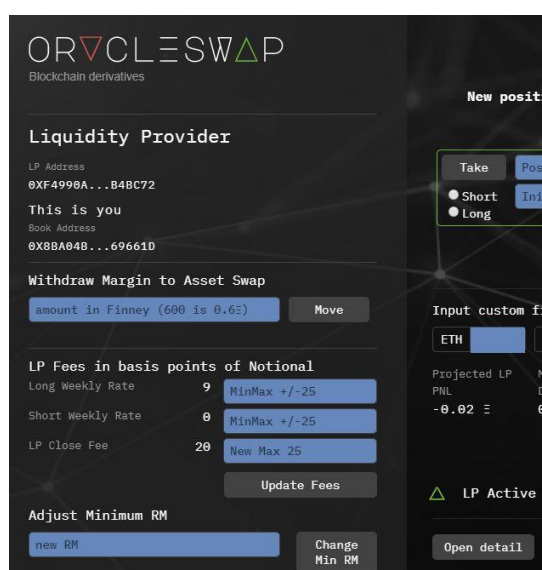 ORACLESWAP
Blockchain derivatives
Liquidity Provider
LP Address
0XF4990A...B4BC72
This is you
Book Address
0X8BA04B...69661D
Withdraw Margin to Asset Swap
amount in Finney (600 is 0.6Ξ)
Move
LP Fees in basis points of Notional
Long Weekly Rate 9 MinMax +/-25
Short Weekly Rate 0 MinMax +/-25
LP Close Fee 20 New Max 25
Update Fees
Adjust Minimum RM
new RM
Change
Min RM
New posit
Take Pos
Short Ini
Long
Input custom fi
ETH
Projected LP
PNL
-0.02 Ξ
LP Active
Open detail